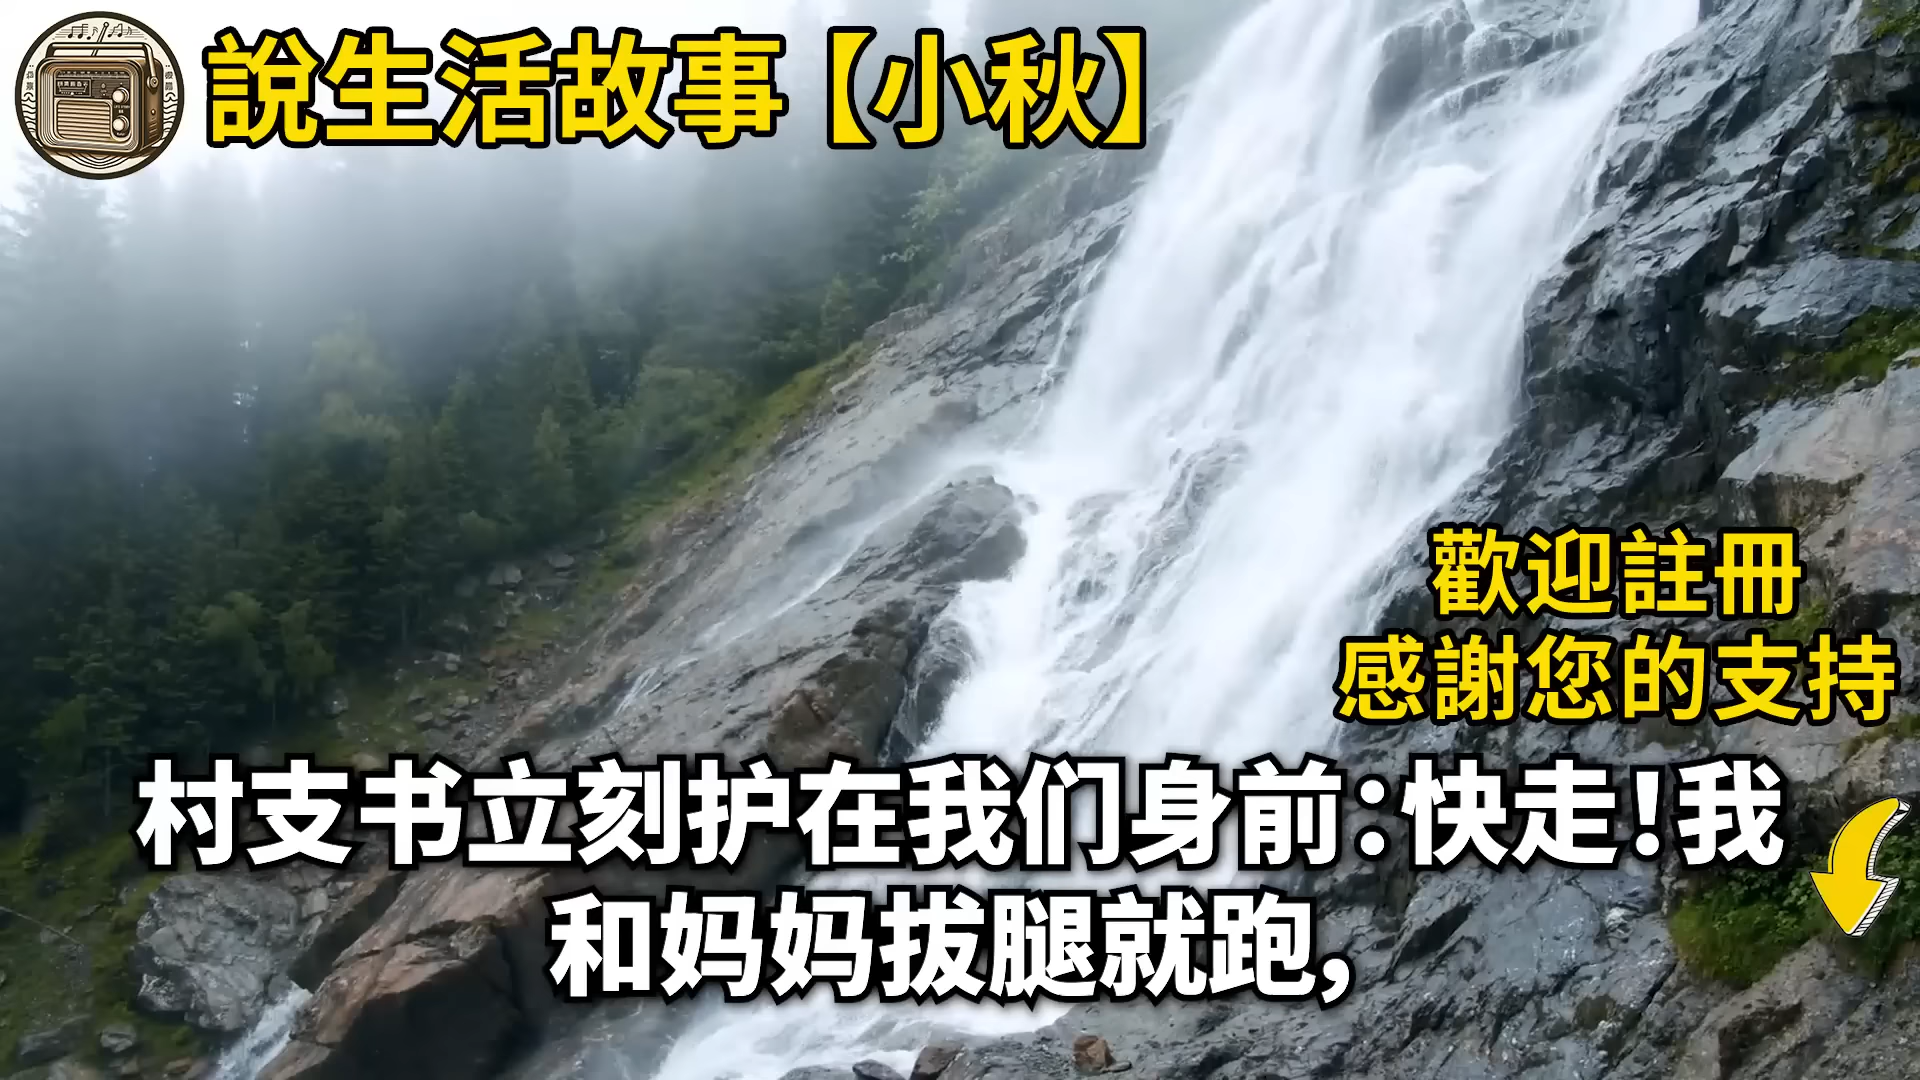 說生活故事【小秋】
歡迎註冊
感謝您的支持
村支书立刻护在我们身前：快走！我
和妈妈拔腿就跑，